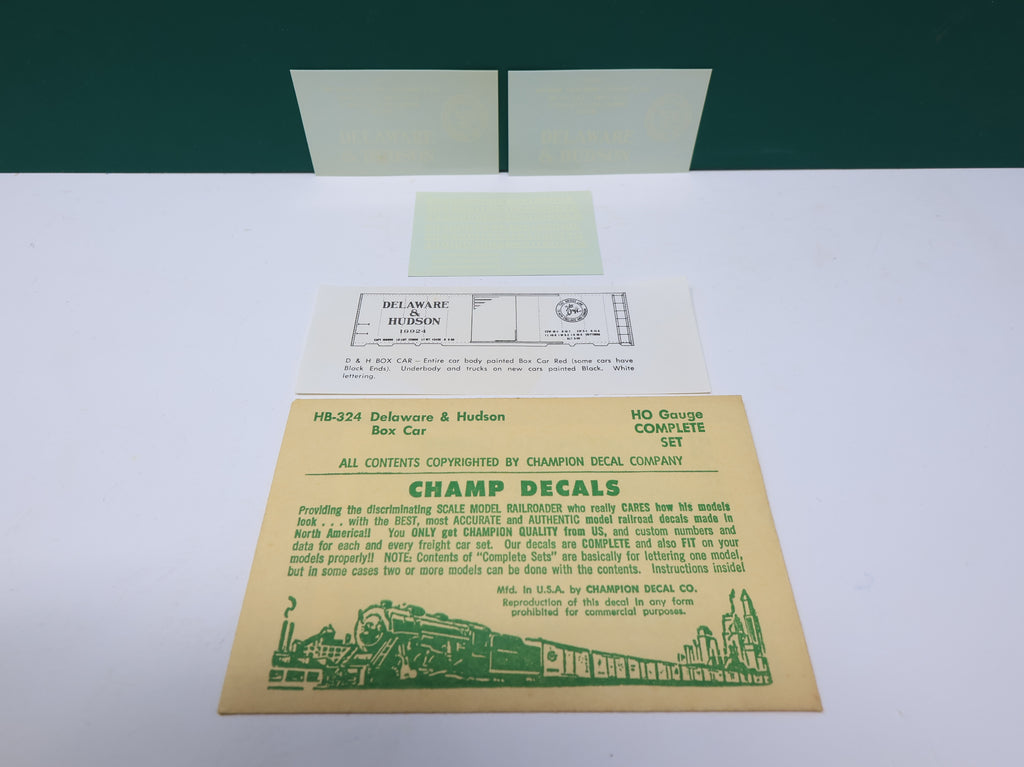 DELAWARE
& HUDSON
DELAWARE
& HUDSON
DELAWARE
&
HUDSON
19924
D & H BOX CAR — Entire car body painted Box Car Red (some cars have
Black Ends). Underbody and trucks on new cars painted Black. White
lettering.
HB-324 Delaware & Hudson
Box Car
HO Gauge
COMPLETE
SET
ALL CONTENTS COPYRIGHTED BY CHAMPION DECAL COMPANY
CHAMP DECALS
Providing the discriminating SCALE MODEL RAILROADER who really CARES how his models
look . . . with the BEST, most ACCURATE and AUTHENTIC model railroad decals made in
North America!! You ONLY get CHAMPION QUALITY from US, and custom numbers and
data for each and every freight car set. Our decals are COMPLETE and also FIT on your
models properly!! NOTE: Contents of "Complete Sets" are basically for lettering one model,
but in some cases two or more models can be done with the contents. Instructions inside!
Mfd. In U.S.A. by CHAMPION DECAL CO.
Reproduction of this decal in any form
prohibited for commercial purposes.